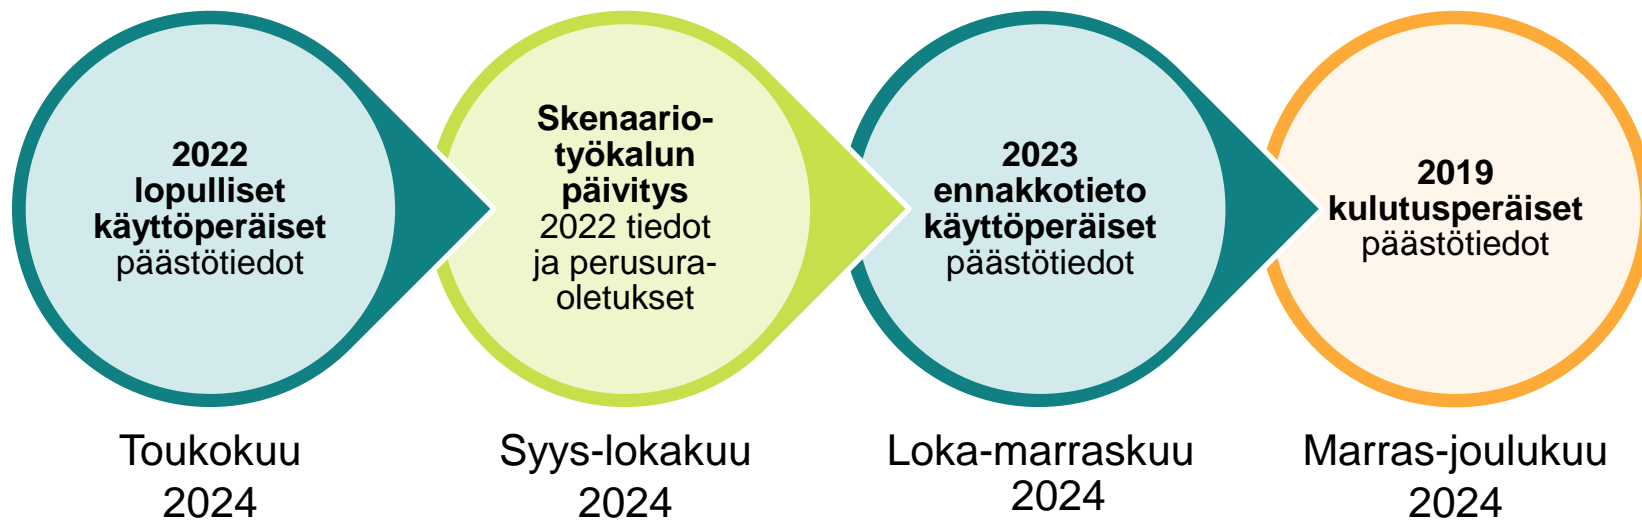 2022
lopulliset
käyttöperäiset
päästötiedot
Toukokuu
2024
Skenaario-
työkalun
päivitys
2022 tiedot
ja perusura-
oletukset
Syys-lokakuu
2024
2023
ennakkotieto
käyttöperäiset
päästötiedot
Loka-marraskuu
2024
2019
kulutusperäiset
päästötiedot
Marras-joulukuu
2024